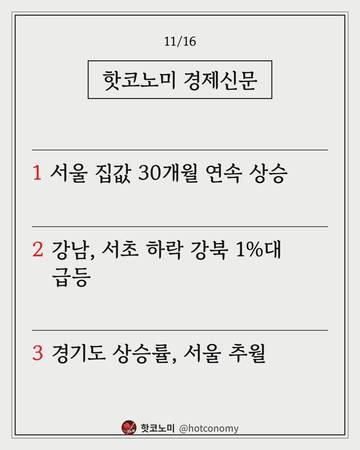 11/16
핫코노미 경제신문
1 서울 집값 30개월 연속 상승
2 강남, 서초 하락 강북 1%대
급등
3 경기도 상승률, 서울 추월
핫코노미 @hotconomy